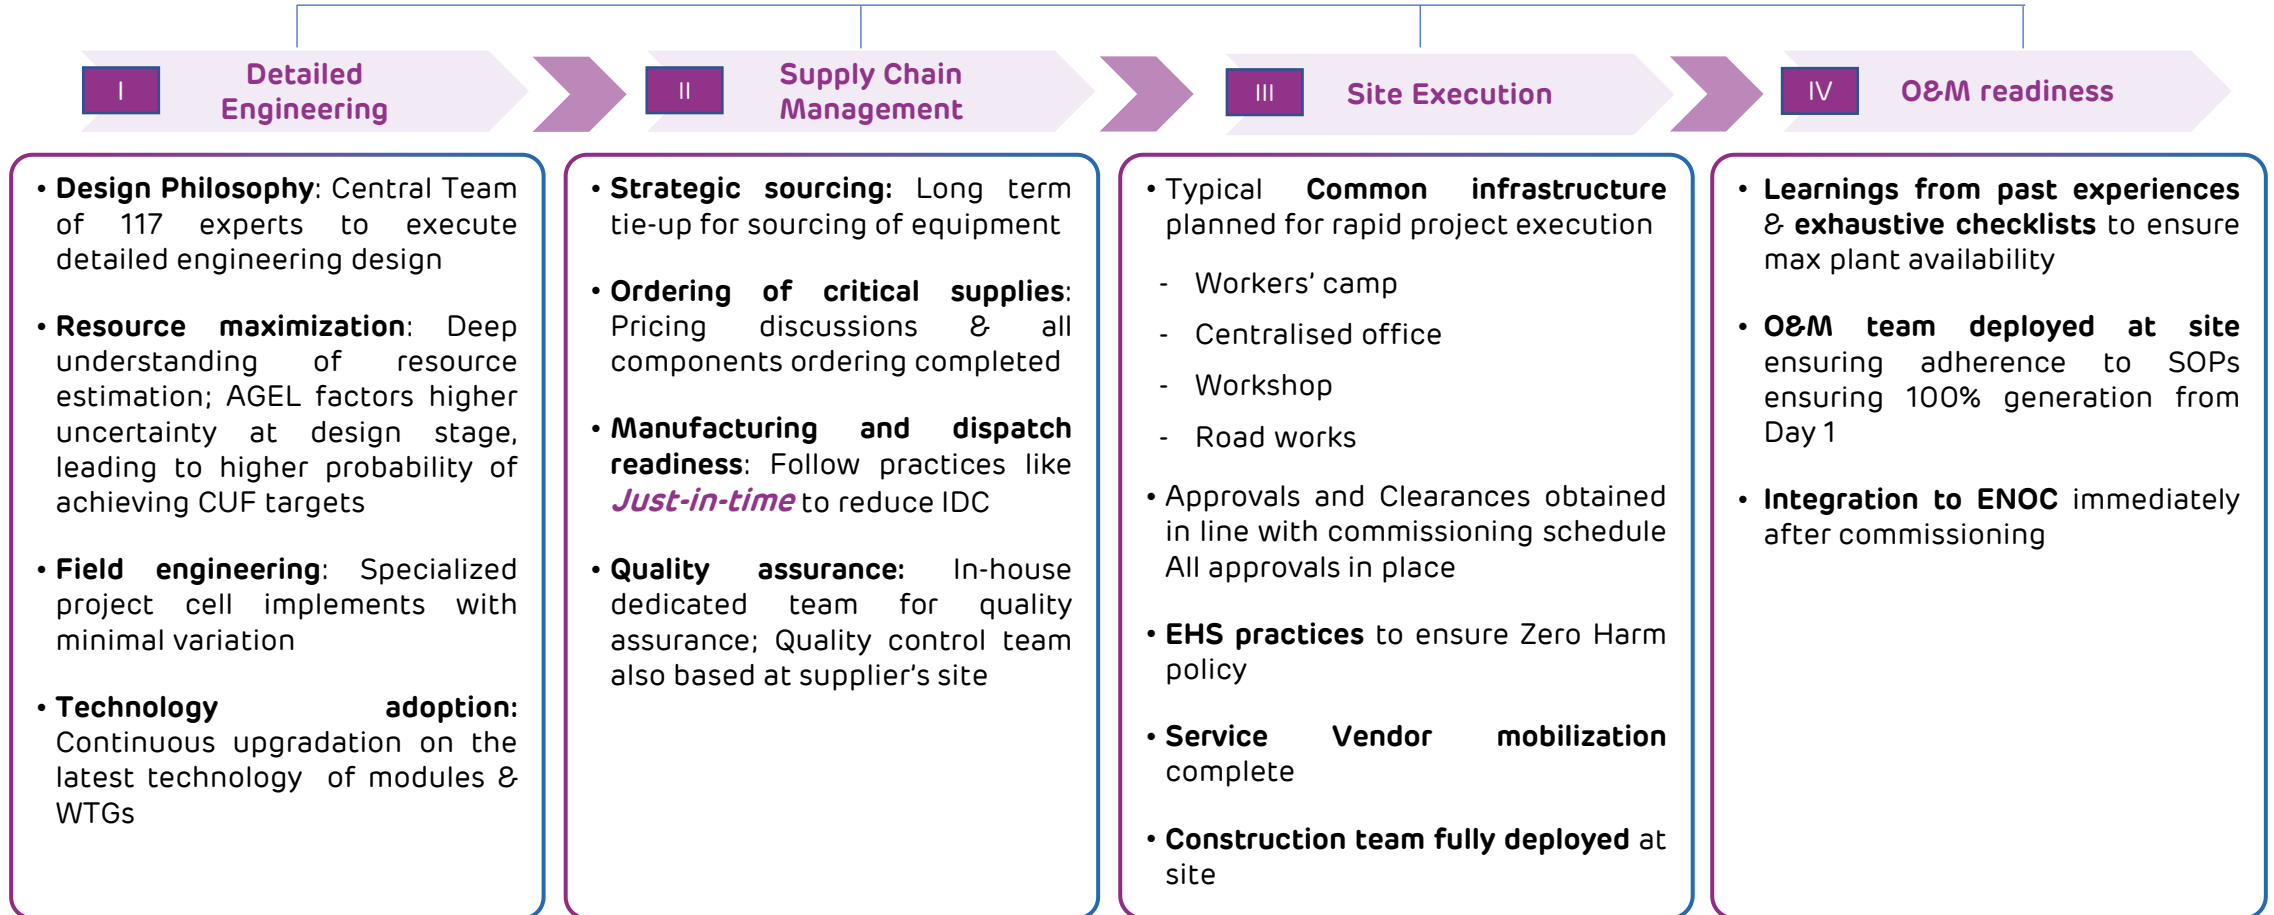 I
Detailed
Engineering
II
Supply Chain
Management
III
Site Execution
IV
O&M readiness
• Design Philosophy: Central Team
of 117 experts to execute
detailed engineering design
• Resource maximization: Deep
understanding of resource
estimation; AGEL factors higher
uncertainty at design stage,
leading to higher probability of
achieving CUF targets
• Field engineering: Specialized
project cell implements with
minimal variation
• Technology adoption:
Continuous upgradation on the
latest technology of modules &
WTGs
• Strategic sourcing: Long term
tie-up for sourcing of equipment
• Ordering of critical supplies:
Pricing discussions & all
components ordering completed
• Manufacturing and dispatch
readiness: Follow practices like
Just-in-time to reduce IDC
• Quality assurance: In-house
dedicated team for quality
assurance; Quality control team
also based at supplier’s site
• Typical Common infrastructure
planned for rapid project execution
- Workers’ camp
- Centralised office
- Workshop
- Road works
• Approvals and Clearances obtained
in line with commissioning schedule
All approvals in place
• EHS practices to ensure Zero Harm
policy
• Service Vendor mobilization
complete
• Construction team fully deployed at
site
• Learnings from past experiences
& exhaustive checklists to ensure
max plant availability
• O&M team deployed at site
ensuring adherence to SOPs
ensuring 100% generation from
Day 1
• Integration to ENOC immediately
after commissioning